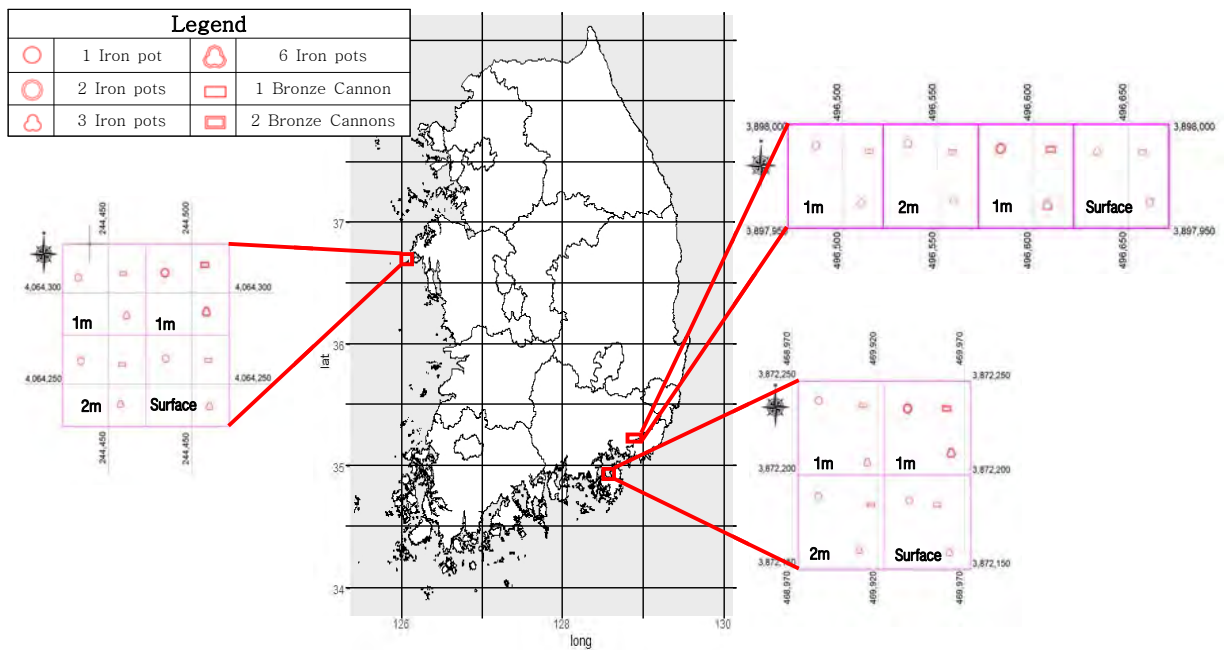 Legend
1 Iron pot 6 Iron pots
2 Iron pots 1 Bronze Cannon
3 Iron pots 2 Bronze Cannons
244.450 244.500
4,064,300 4,064,300
1m 1m
4,064,250 4,064,250
2m Surface
244.450 244.450
37
36
35
34
lat
126 128 130
long
496,500 496,550 496,600 496,650
3,898,000 3,898,000
1m 2m 1m Surface
3,897,950 3,897,950
496,500 496,550 496,600 496,650
468,970 469,920 469,970
3,872,250 3,872,250
1m 1m
3,872,200 3,872,200
2m Surface
3,872,150 3,872,150
468,970 469,920 469,970